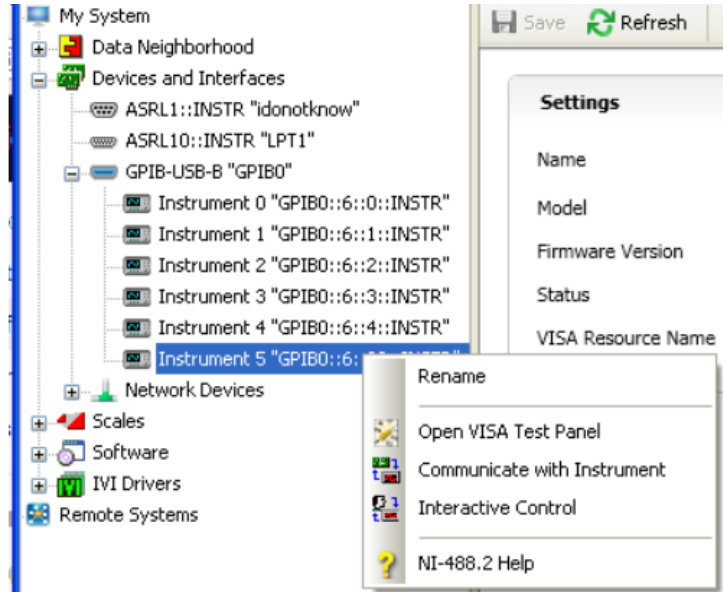 My System
Data Neighborhood
Devices and Interfaces
ASRL1::INSTR "idonotknow"
ASRL10::INSTR "LPT1"
GPIB-USB-B "GPIB0"
Instrument 0 "GPIB0::6::0::INSTR"
Instrument 1 "GPIB0::6::1::INSTR"
Instrument 2 "GPIB0::6::2::INSTR"
Instrument 3 "GPIB0::6::3::INSTR"
Instrument 4 "GPIB0::6::4::INSTR"
Instrument 5 "GPIB0::6:
Network Devices
Scales
Software
IVI Drivers
Remote Systems
Save Refresh
Settings
Name
Model
Firmware Version
Status
VISA Resource Name
Rename
Open VISA Test Panel
Communicate with Instrument
Interactive Control
NI-488.2 Help